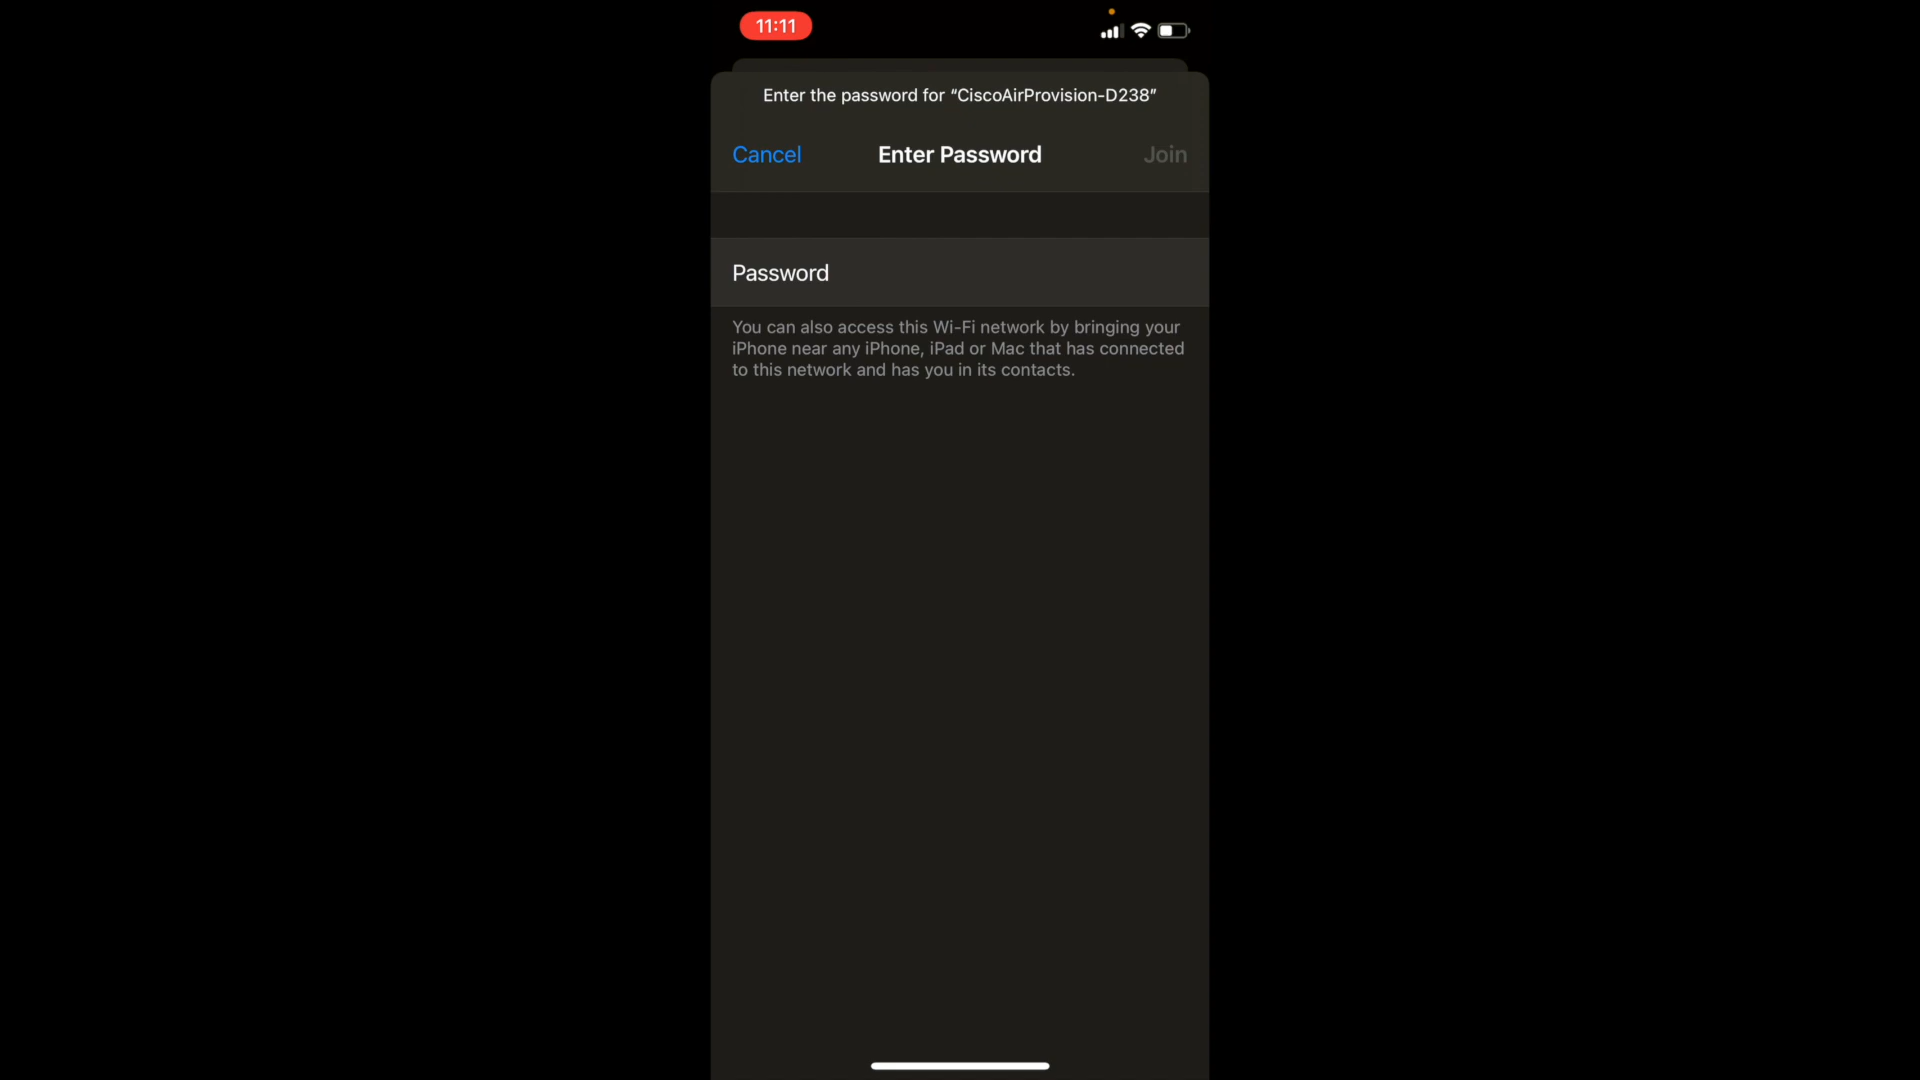 11:11
Enter the password for “CiscoAirProvision-D238”
Cancel
Enter Password
Join
Password
You can also access this Wi-Fi network by bringing your
iPhone near any iPhone, iPad or Mac that has connected
to this network and has you in its contacts.